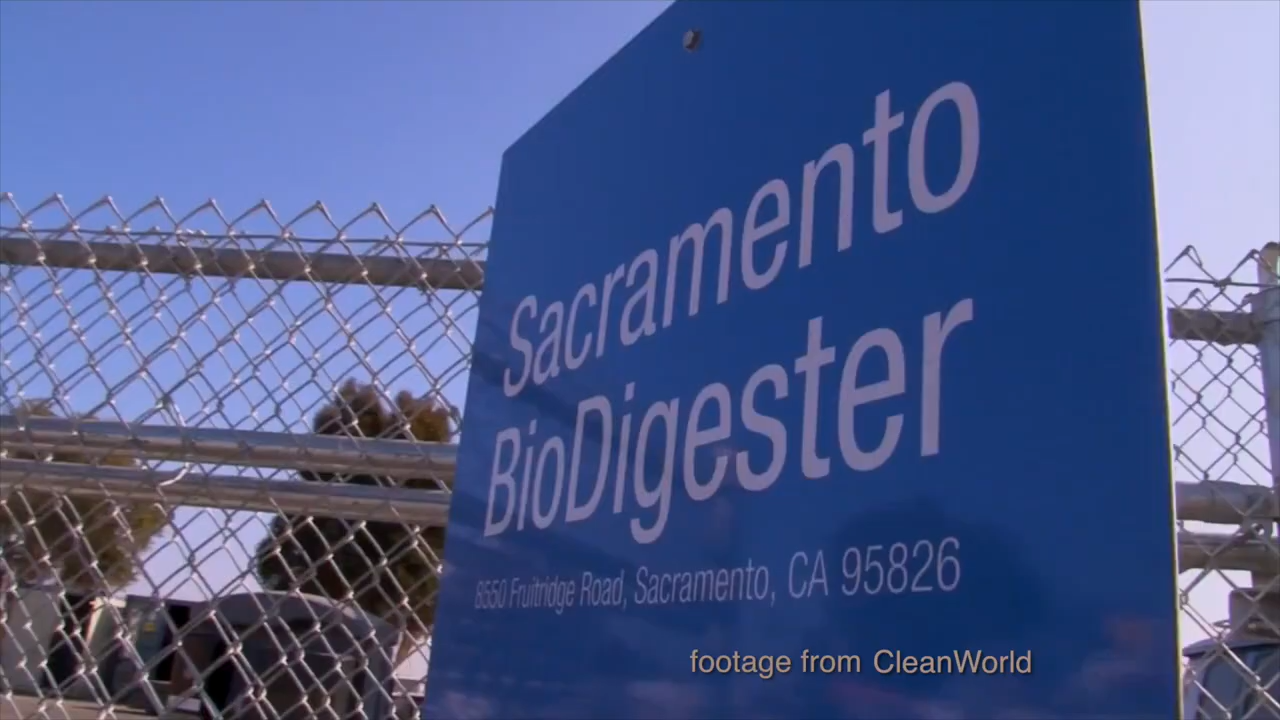 Sacramento
BioDigester
8550 Fruitridge Road, Sacramento, CA 95826
footage from CleanWorld